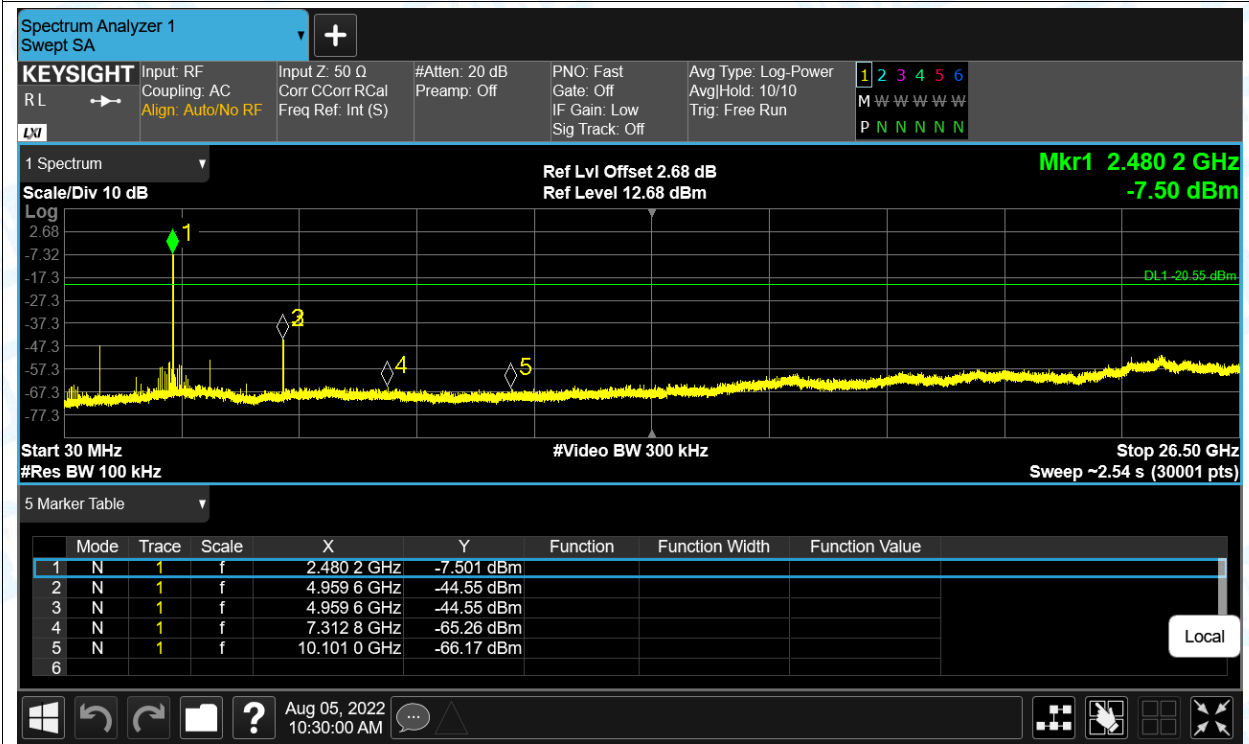 Spectrum Analyzer 1
Swept SA
KEYSIGHT
R L
LXI
Input: RF
Coupling: AC
Align: Auto/No RF
Input Z: 50 Ω
Corr CCorr RCal
Freq Ref: Int (S)
#Atten: 20 dB
Preamp: Off
PNO: Fast
Gate: Off
IF Gain: Low
Sig Track: Off
Avg Type: Log-Power
Avg|Hold: 10/10
Trig: Free Run
1 2 3 4 5 6
M W W W W W
P N N N N N
1 Spectrum
Scale/Div 10 dB
Ref Lvl Offset 2.68 dB
Ref Level 12.68 dBm
Mkr1 2.480 2 GHz
-7.50 dBm
Log
2.68
-7.32
-17.3
-27.3
-37.3
-47.3
-57.3
-67.3
-77.3
1
3
4
5
DL1 -20.55 dBm
Start 30 MHz
#Video BW 300 kHz
Stop 26.50 GHz
#Res BW 100 kHz
Sweep ~2.54 s (30001 pts)
5 Marker Table
Mode Trace Scale X Y Function Function Width Function Value
1 N 1 f 2.480 2 GHz -7.501 dBm
2 N 1 f 4.959 6 GHz -44.55 dBm
3 N 1 f 4.959 6 GHz -44.55 dBm
4 N 1 f 7.312 8 GHz -65.26 dBm
5 N 1 f 10.101 0 GHz -66.17 dBm
6
Local
?
Aug 05, 2022
10:30:00 AM